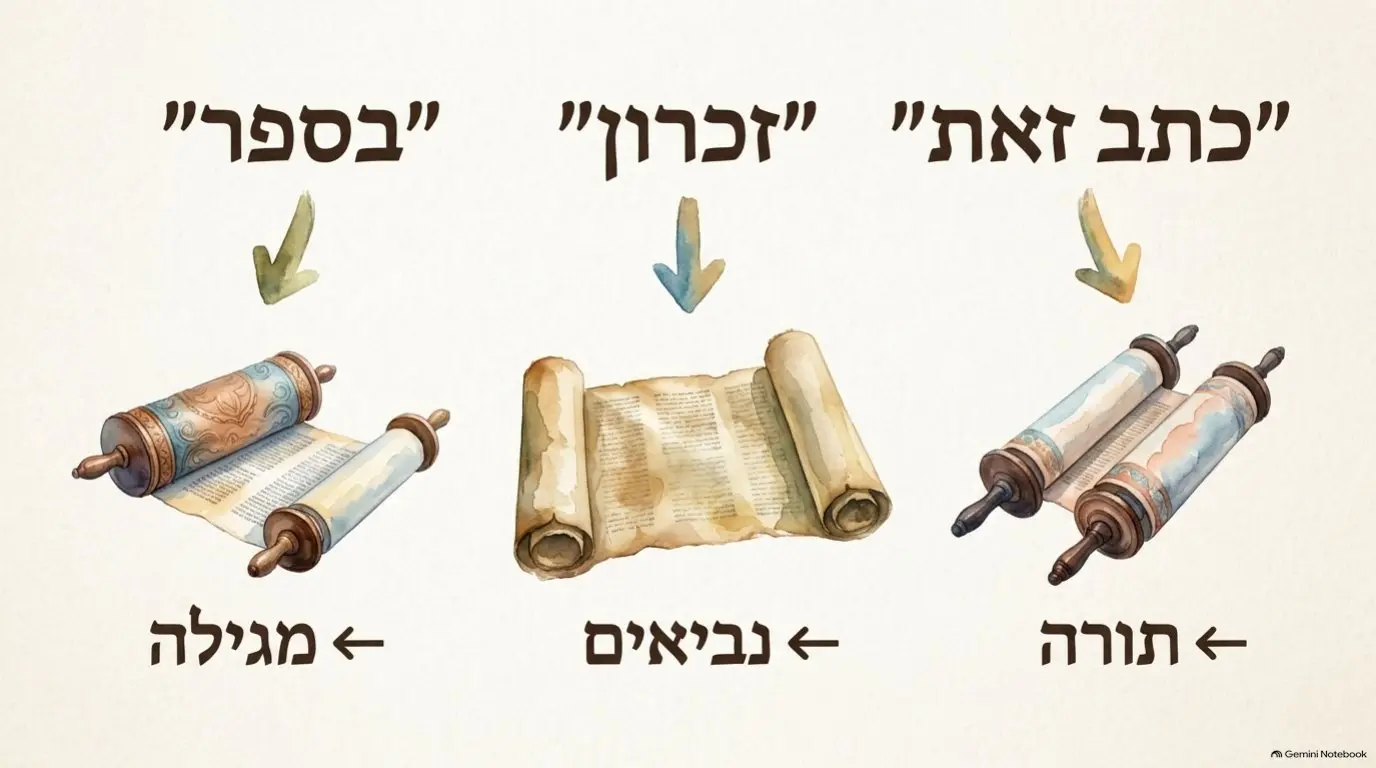 "כתב זאת"
"זכרון"
"בספר"
← תורה
← נביאים
← מגילה
Gemini Notebook